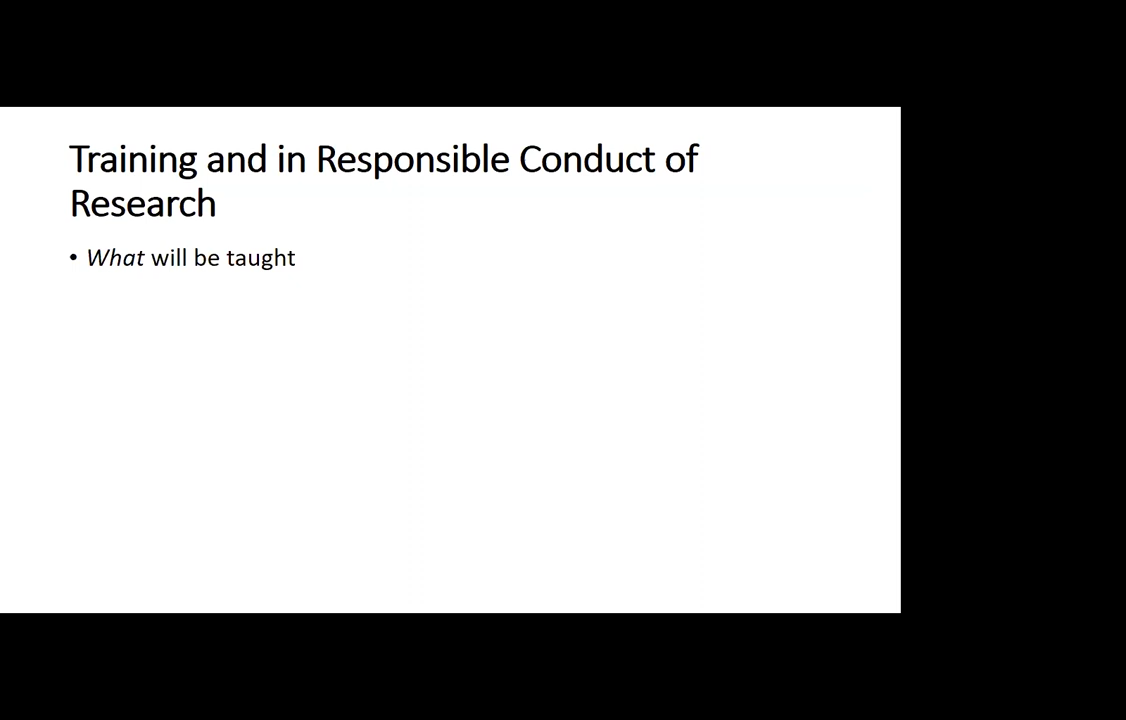 Training and in Responsible Conduct of
Research
• What will be taught